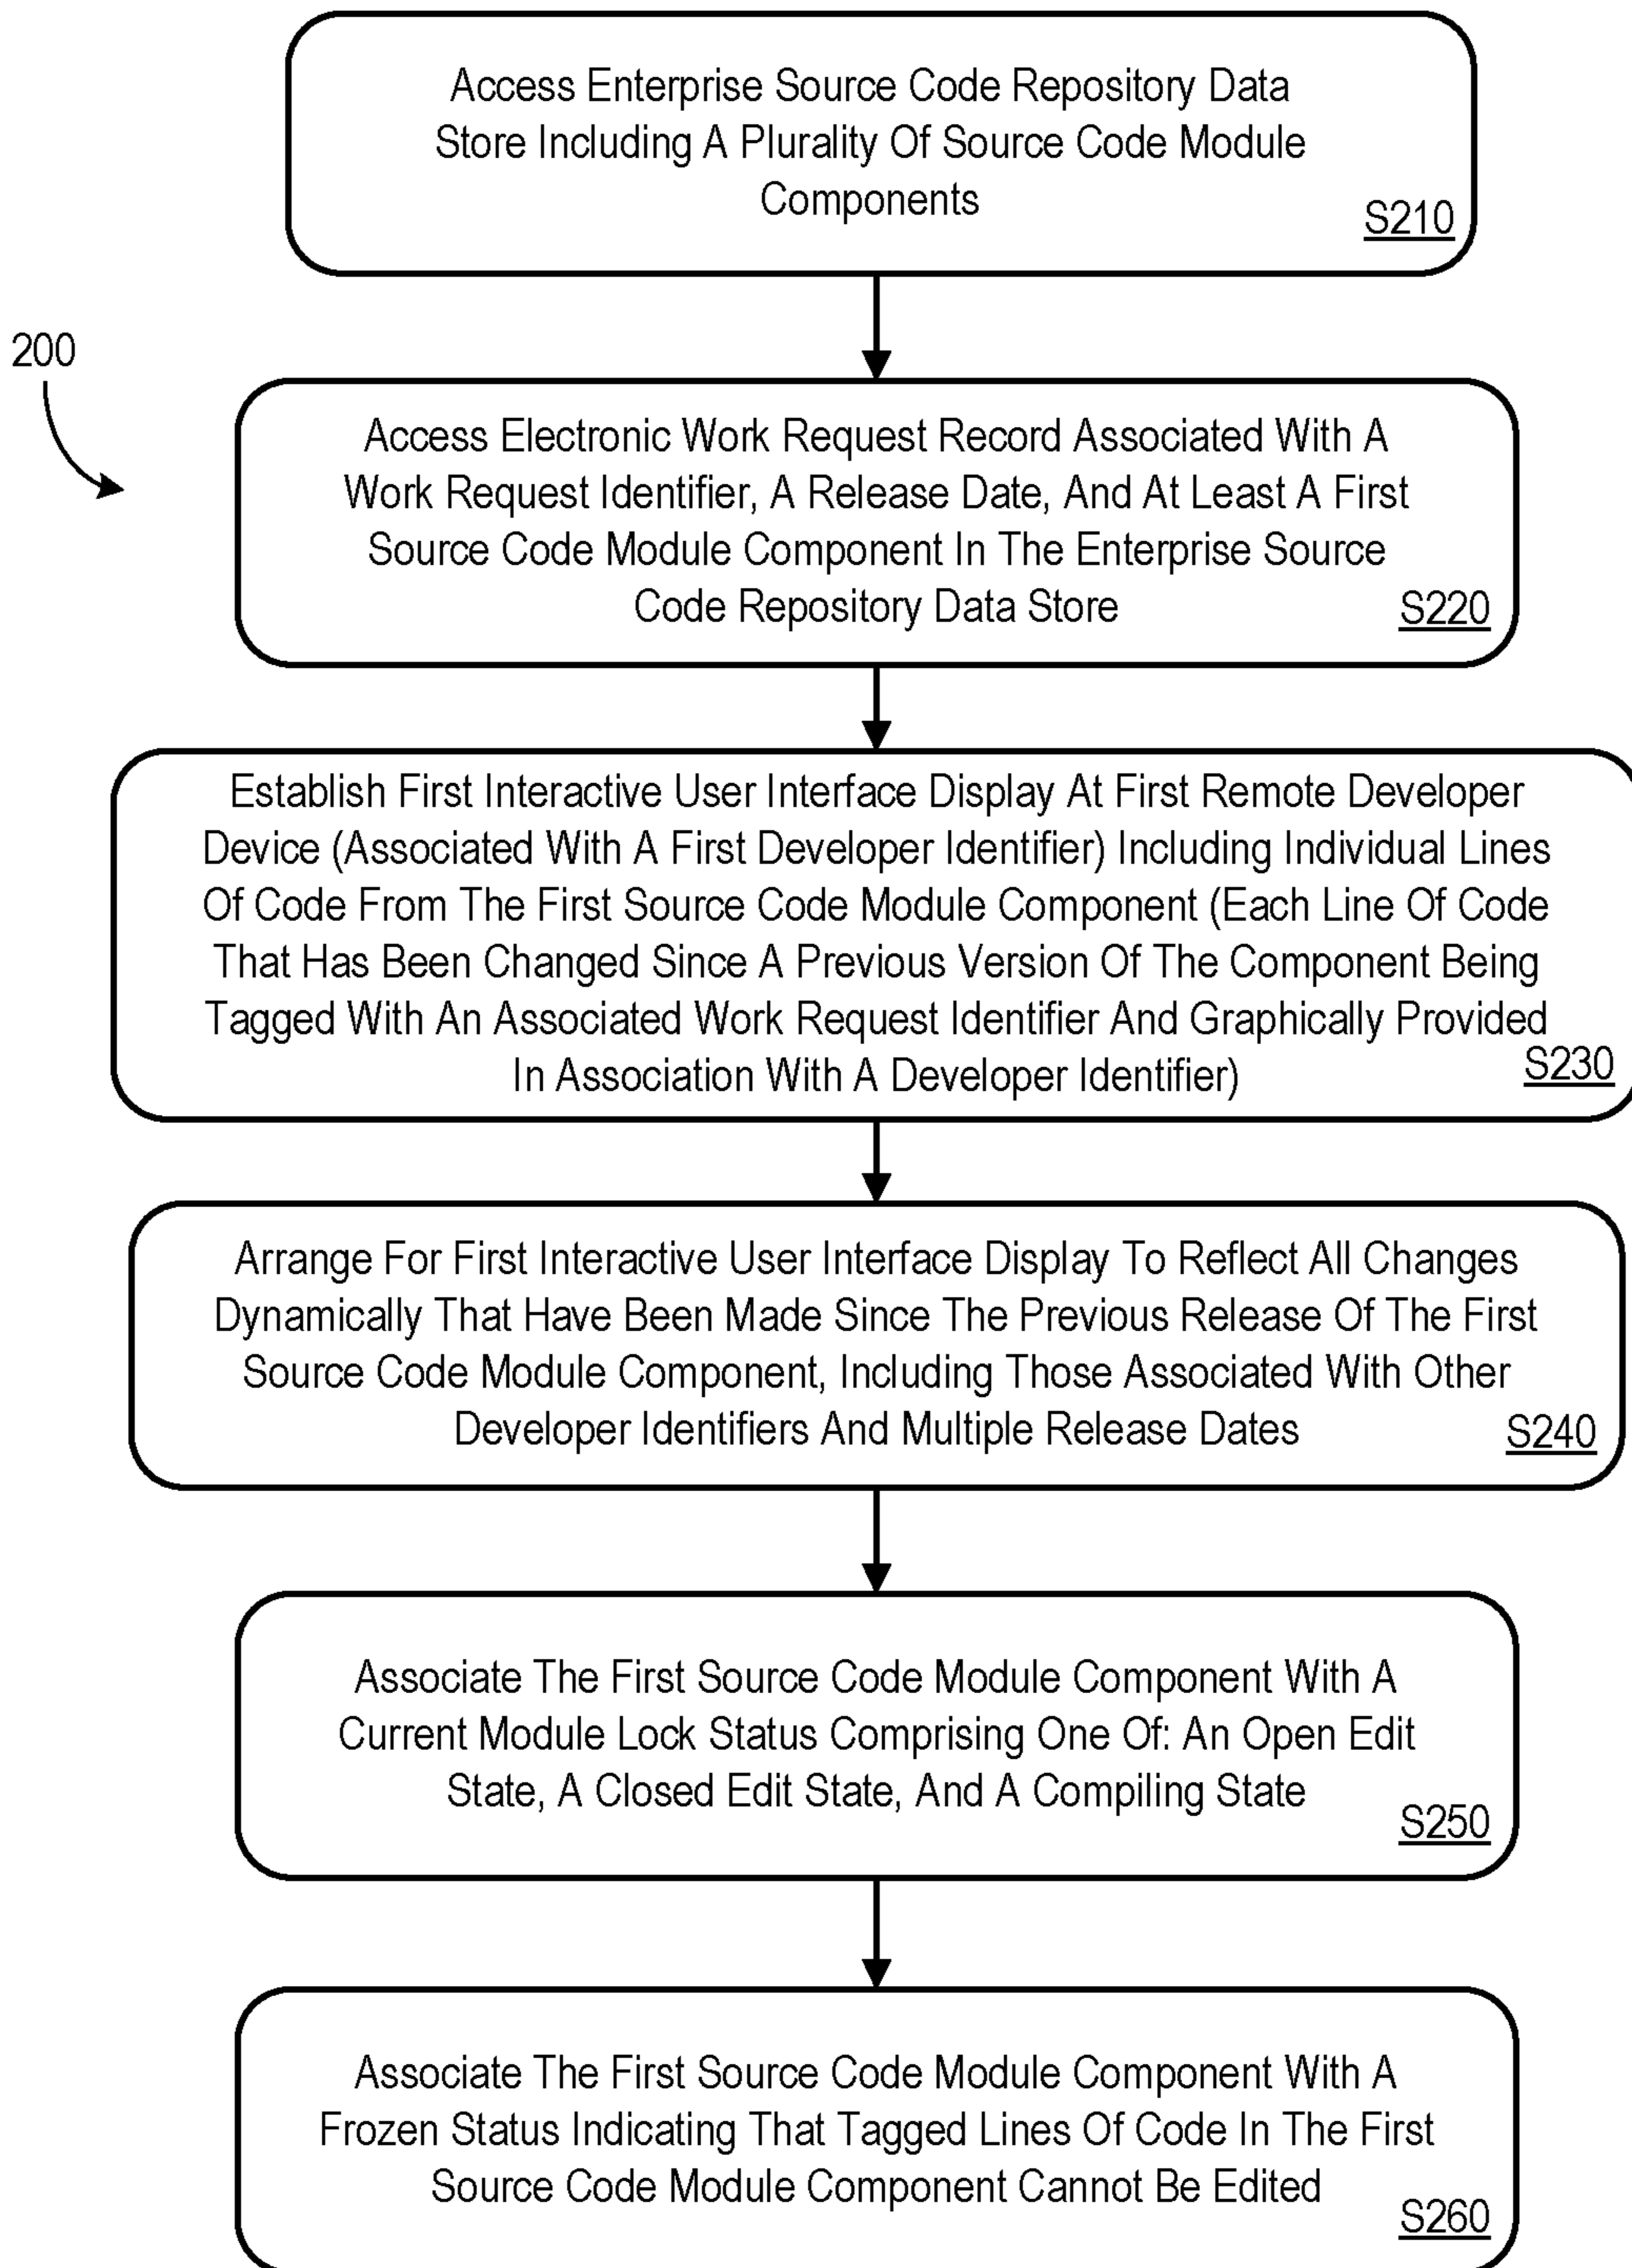 Access Enterprise Source Code Repository Data
Store Including A Plurality Of Source Code Module
Components
S210
200
Access Electronic Work Request Record Associated With A
Work Request Identifier, A Release Date, And At Least A First
Source Code Module Component In The Enterprise Source
Code Repository Data Store
S220
Establish First Interactive User Interface Display At First Remote Developer
Device (Associated With A First Developer Identifier) Including Individual Lines
Of Code From The First Source Code Module Component (Each Line Of Code
That Has Been Changed Since A Previous Version Of The Component Being
Tagged With An Associated Work Request Identifier And Graphically Provided
In Association With A Developer Identifier)
S230
Arrange For First Interactive User Interface Display To Reflect All Changes
Dynamically That Have Been Made Since The Previous Release Of The First
Source Code Module Component, Including Those Associated With Other
Developer Identifiers And Multiple Release Dates
S240
Associate The First Source Code Module Component With A
Current Module Lock Status Comprising One Of: An Open Edit
State, A Closed Edit State, And A Compiling State
S250
Associate The First Source Code Module Component With A
Frozen Status Indicating That Tagged Lines Of Code In The First
Source Code Module Component Cannot Be Edited
S260